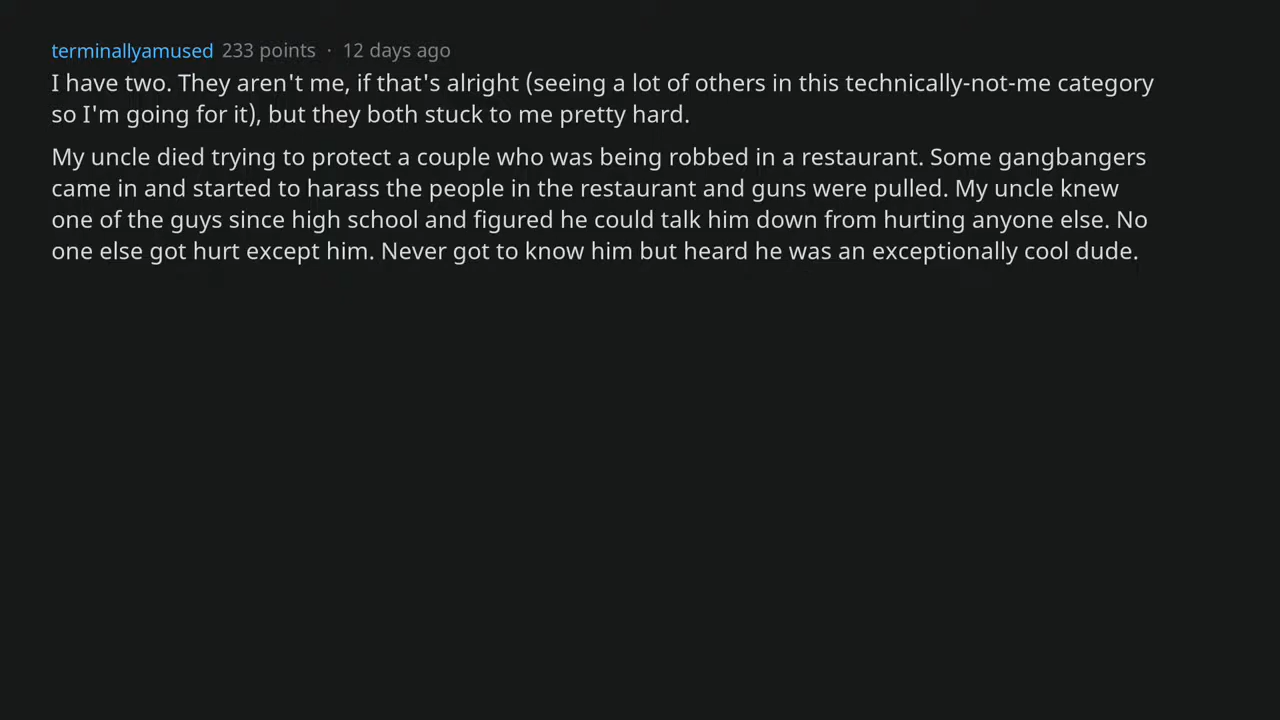 terminallyamused 233 points · 12 days ago
I have two. They aren't me, if that's alright (seeing a lot of others in this technically-not-me category
so I'm going for it), but they both stuck to me pretty hard.
My uncle died trying to protect a couple who was being robbed in a restaurant. Some gangbangers
came in and started to harass the people in the restaurant and guns were pulled. My uncle knew
one of the guys since high school and figured he could talk him down from hurting anyone else. No
one else got hurt except him. Never got to know him but heard he was an exceptionally cool dude.